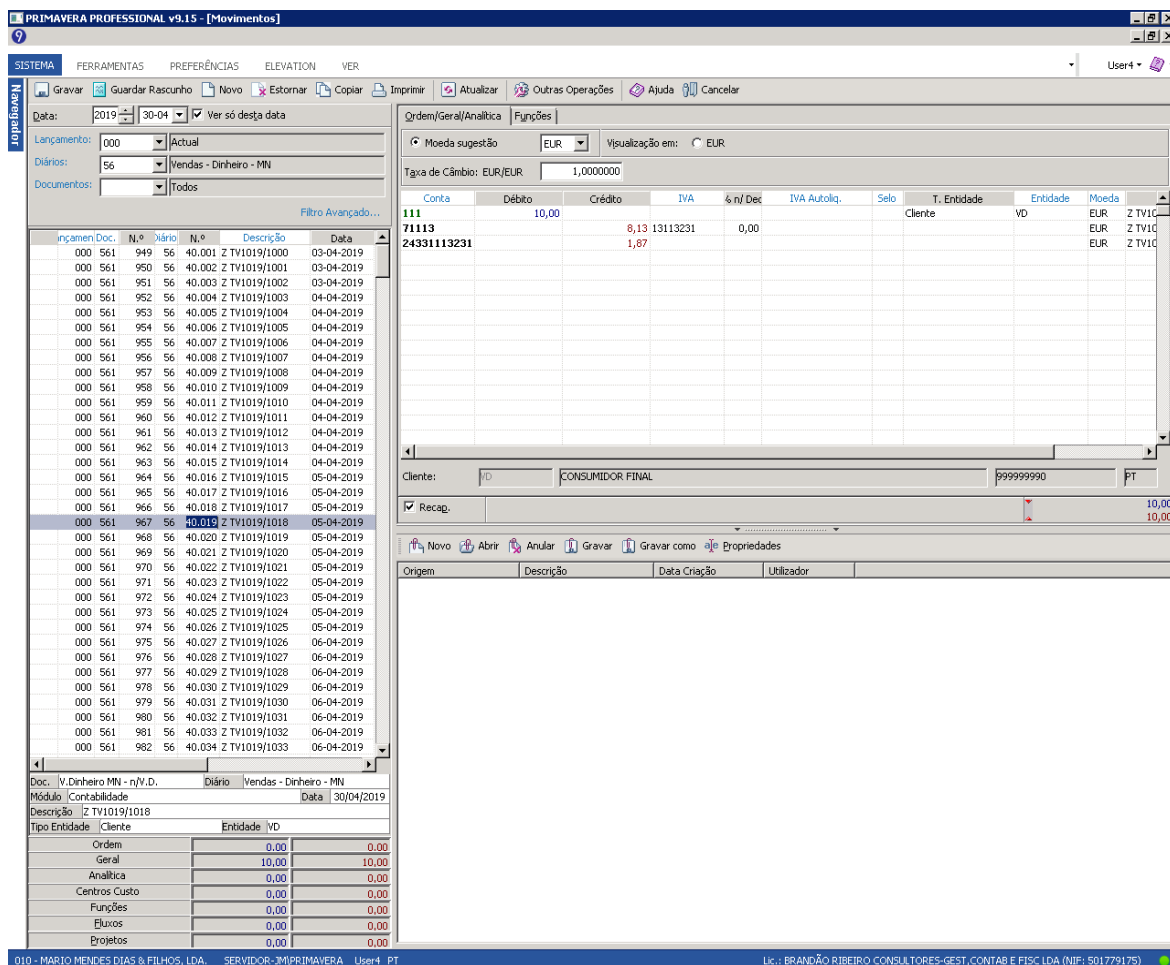 PRIMAVERA PROFESSIONAL v9.15 - [Movimentos]
SISTEMA FERRAMENTAS PREFERÊNCIAS ELEVATION VER User4
Navegador
Gravar Guardar Rascunho Novo Estornar Copiar Imprimir Atualizar Outras Operações Ajuda Cancelar
Data: 2019 30-04 Ver só desta data
Lançamento: 000 Actual
Diários: 56 Vendas - Dinheiro - MN
Documentos: Todos
Filtro Avançado...
nçamen Doc. N.º Diário N.º Descrição Data
000 561 949 56 40.001 Z TV1019/1000 03-04-2019
000 561 950 56 40.002 Z TV1019/1001 03-04-2019
000 561 951 56 40.003 Z TV1019/1002 03-04-2019
000 561 952 56 40.004 Z TV1019/1003 04-04-2019
000 561 953 56 40.005 Z TV1019/1004 04-04-2019
000 561 954 56 40.006 Z TV1019/1005 04-04-2019
000 561 955 56 40.007 Z TV1019/1006 04-04-2019
000 561 956 56 40.008 Z TV1019/1007 04-04-2019
000 561 957 56 40.009 Z TV1019/1008 04-04-2019
000 561 958 56 40.010 Z TV1019/1009 04-04-2019
000 561 959 56 40.011 Z TV1019/1010 04-04-2019
000 561 960 56 40.012 Z TV1019/1011 04-04-2019
000 561 961 56 40.013 Z TV1019/1012 04-04-2019
000 561 962 56 40.014 Z TV1019/1013 04-04-2019
000 561 963 56 40.015 Z TV1019/1014 04-04-2019
000 561 964 56 40.016 Z TV1019/1015 05-04-2019
000 561 965 56 40.017 Z TV1019/1016 05-04-2019
000 561 966 56 40.018 Z TV1019/1017 05-04-2019
000 561 967 56 40.019 Z TV1019/1018 05-04-2019
000 561 968 56 40.020 Z TV1019/1019 05-04-2019
000 561 969 56 40.021 Z TV1019/1020 05-04-2019
000 561 970 56 40.022 Z TV1019/1021 05-04-2019
000 561 971 56 40.023 Z TV1019/1022 05-04-2019
000 561 972 56 40.024 Z TV1019/1023 05-04-2019
000 561 973 56 40.025 Z TV1019/1024 05-04-2019
000 561 974 56 40.026 Z TV1019/1025 05-04-2019
000 561 975 56 40.027 Z TV1019/1026 06-04-2019
000 561 976 56 40.028 Z TV1019/1027 06-04-2019
000 561 977 56 40.029 Z TV1019/1028 06-04-2019
000 561 978 56 40.030 Z TV1019/1029 06-04-2019
000 561 979 56 40.031 Z TV1019/1030 06-04-2019
000 561 980 56 40.032 Z TV1019/1031 06-04-2019
000 561 981 56 40.033 Z TV1019/1032 06-04-2019
000 561 982 56 40.034 Z TV1019/1033 06-04-2019
Doc. V.Dinheiro MN - n/V.D. Diário Vendas - Dinheiro - MN
Módulo Contabilidade Data 30/04/2019
Descrição Z TV1019/1018
Tipo Entidade Cliente Entidade VD
Ordem 0.00 0.00
Geral 10,00 10,00
Analítica 0,00 0,00
Centros Custo 0,00 0,00
Funções 0,00 0,00
Fluxos 0,00 0,00
Projetos 0,00 0,00
Ordem/Geral/Analítica Funções
Moeda sugestão EUR Visualização em: EUR
Taxa de Câmbio: EUR/EUR 1,0000000
Conta Débito Crédito IVA % n/ Ded IVA Autoliq. Selo T. Entidade Entidade Moeda
111 10,00 Cliente VD EUR Z TV10
71113 8,13 13113231 0,00 EUR Z TV10
24331113231 1,87 EUR Z TV10
Cliente: VD CONSUMIDOR FINAL 999999990 PT
Recap. 10,00
10,00
Novo Abrir Anular Gravar Gravar como Propriedades
Origem Descrição Data Criação Utilizador
010 - MARIO MENDES DIAS & FILHOS, LDA. SERVIDOR-JM\PRIMAVERA User4 PT Lic.: BRANDÃO RIBEIRO CONSULTORES-GEST,CONTAB E FISC LDA (NIF: 501779175)